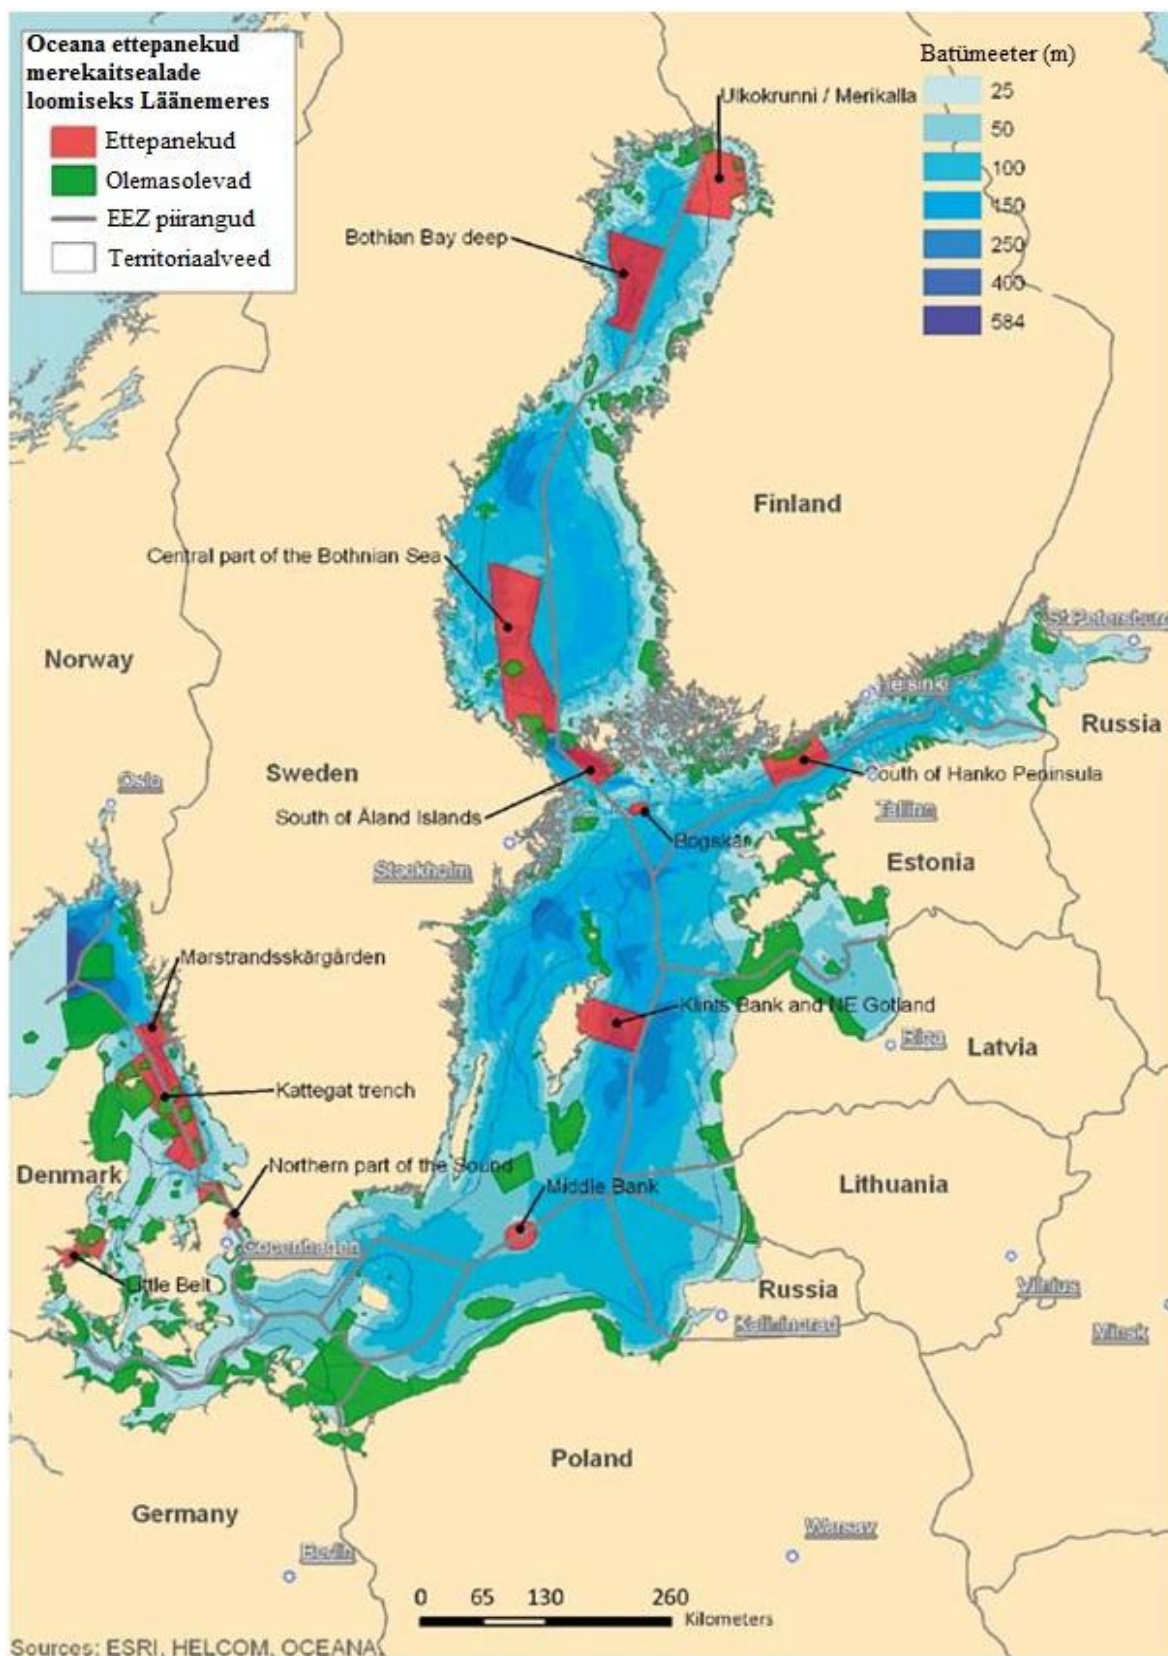 Oceana ettepanekud
merekaitsealade
loomiseks Läänemeres
Ettepanekud
Olemasolevad
EEZ piirangud
Territoriaalveed
Batümeeter (m)
25
50
100
150
250
400
584
Ulkokrunni / Merikalla
Bothian Bay deep
Finland
Central part of the Bothnian Sea
St Petersburg
Norway
Helsinki
Russia
Sweden
Oslo
South of Hanko Peninsula
South of Åland Islands
Tallinn
Bogskär
Stockholm
Estonia
Marstrandsskärgården
Klints Bank and NE Gotland
Riga
Latvia
Kattegat trench
Denmark
Northern part of the Sound
Middle Bank
Lithuania
Copenhagen
Little Belt
Russia
Vilnius
Kaliningrad
Minsk
Poland
Germany
Warsav
Berlin
0 65 130 260
Kilometers
Sources: ESRI, HELCOM, OCEANA